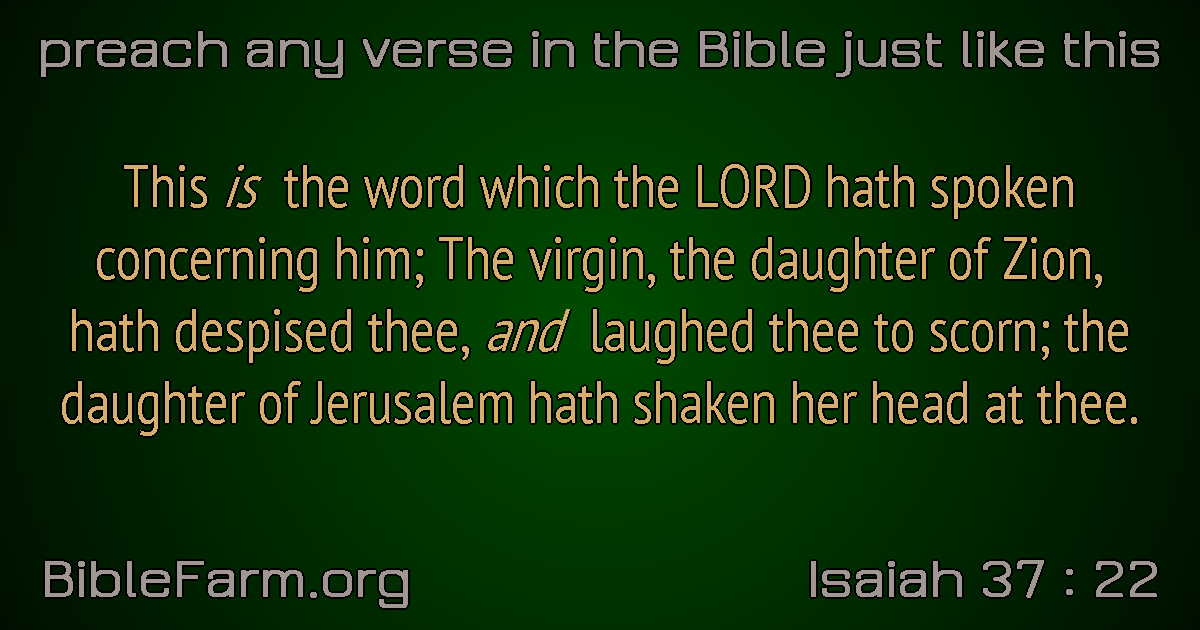 preach any verse in the Bible just like this
This is the word which the LORD hath spoken
concerning him; The virgin, the daughter of Zion,
hath despised thee, and laughed thee to scorn; the
daughter of Jerusalem hath shaken her head at thee.
BibleFarm.org
Isaiah 37 : 22